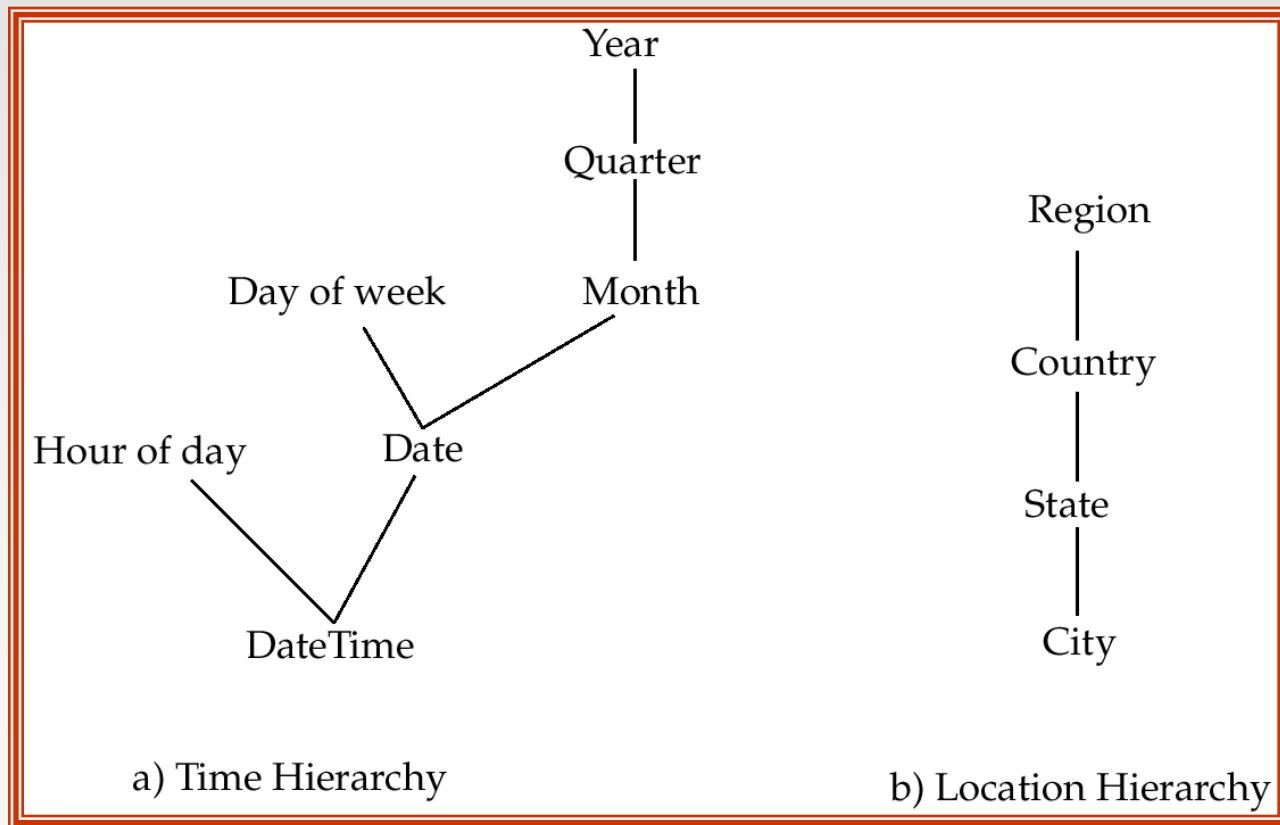 Year
Quarter
Region
Day of week
Month
Country
Hour of day
Date
State
DateTime
City
a) Time Hierarchy
b) Location Hierarchy